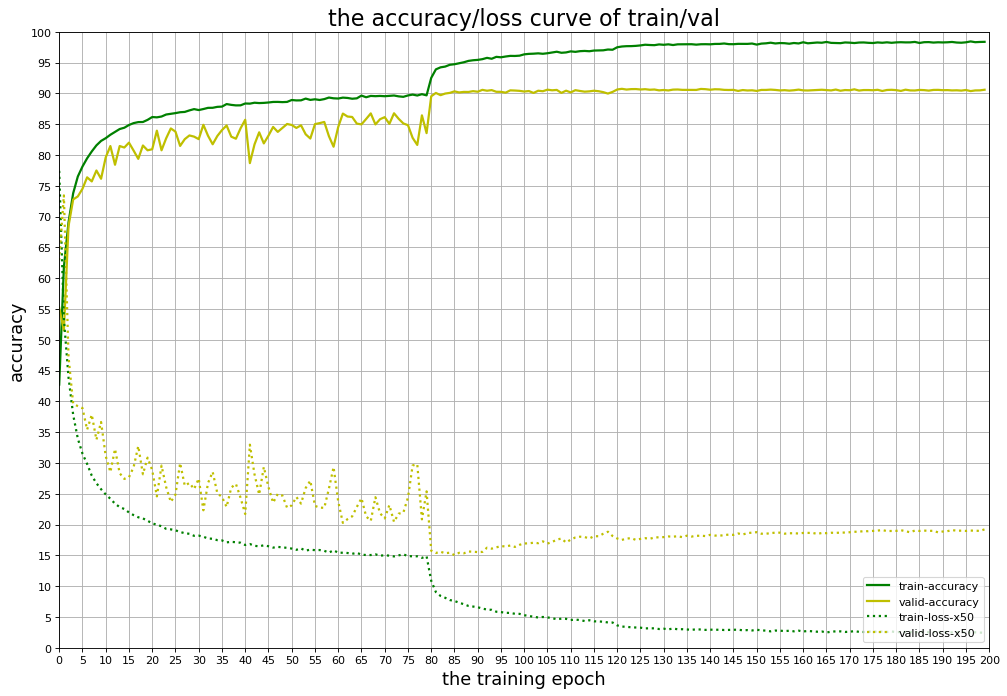 the accuracy/loss curve of train/val
100
95
90
85
80
75
70
65
60
55
50
45
40
35
30
25
20
15
10
5
0
accuracy
0 5 10 15 20 25 30 35 40 45 50 55 60 65 70 75 80 85 90 95 100 105 110 115 120 125 130 135 140 145 150 155 160 165 170 175 180 185 190 195 200
the training epoch
train-accuracy
valid-accuracy
train-loss-x50
valid-loss-x50